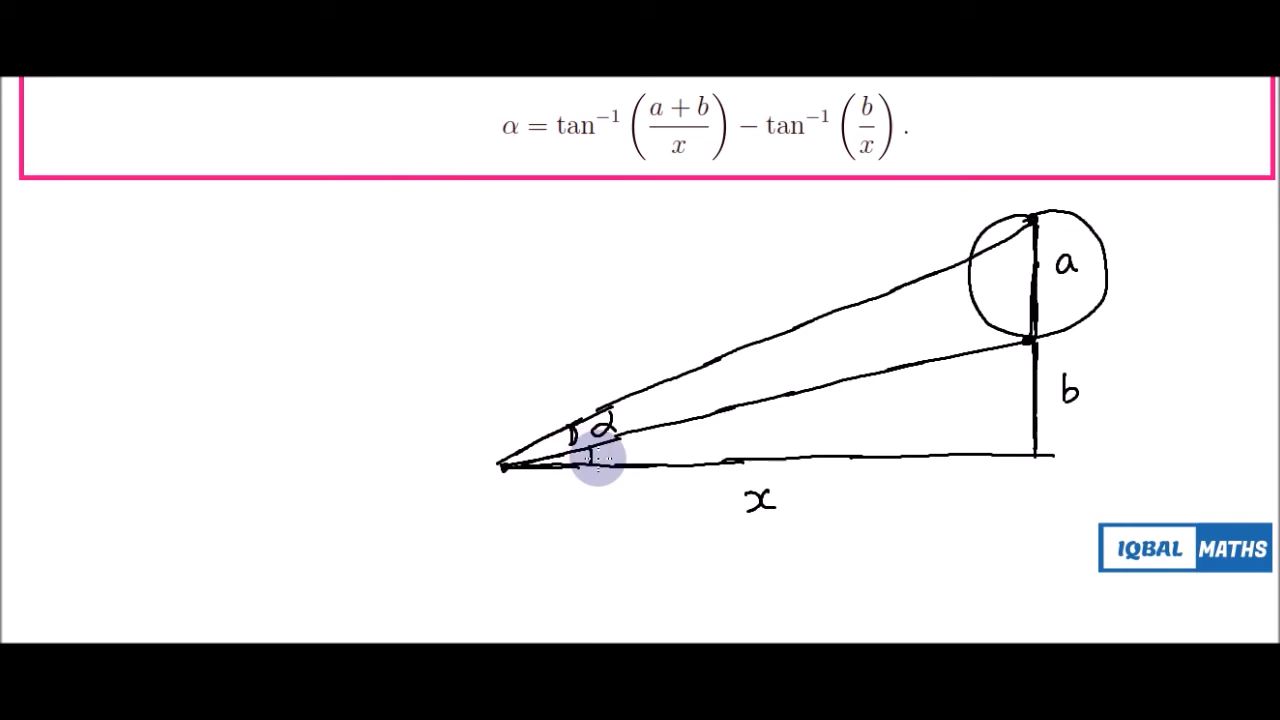 α = tan⁻¹ ((a + b)/x) − tan⁻¹ (b/x) .
a
α
b
x
IQBAL MATHS